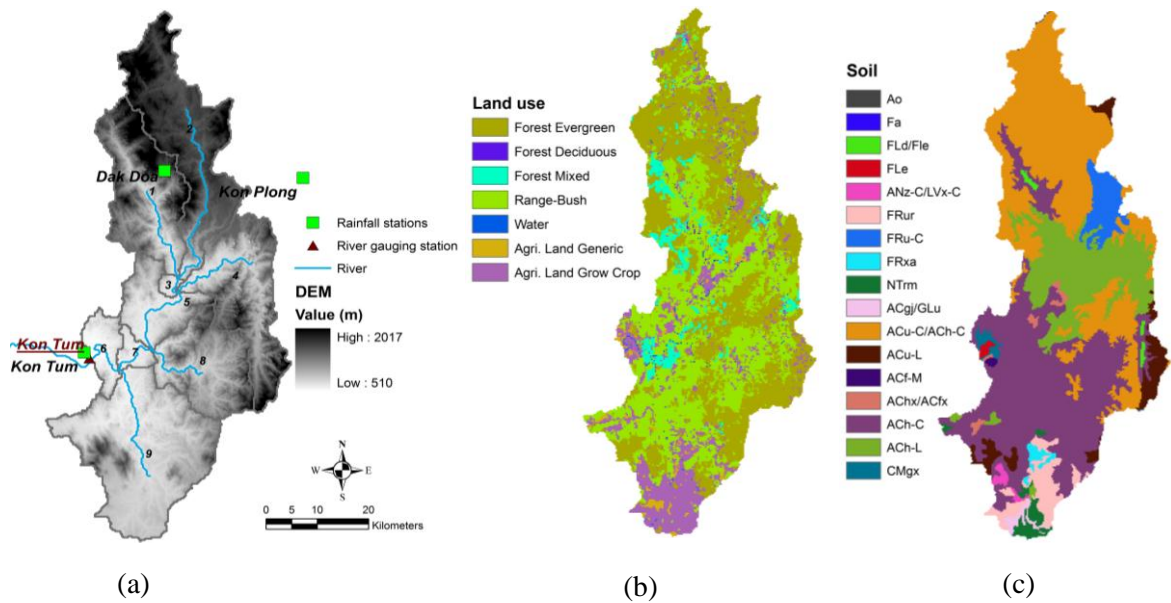 Dak Doa
Kon Plong
Kon Tum
Kon Tum
1
2
3
4
5
6
7
8
9
Rainfall stations
River gauging station
River
DEM
Value (m)
High : 2017
Low : 510
N
W E
S
0 5 10 20
Kilometers
(a)
Land use
Forest Evergreen
Forest Deciduous
Forest Mixed
Range-Bush
Water
Agri. Land Generic
Agri. Land Grow Crop
(b)
Soil
Ao
Fa
FLd/Fle
FLe
ANz-C/LVx-C
FRur
FRu-C
FRxa
NTrm
ACgj/GLu
ACu-C/ACh-C
ACu-L
ACf-M
AChx/ACfx
ACh-C
ACh-L
CMgx
(c)